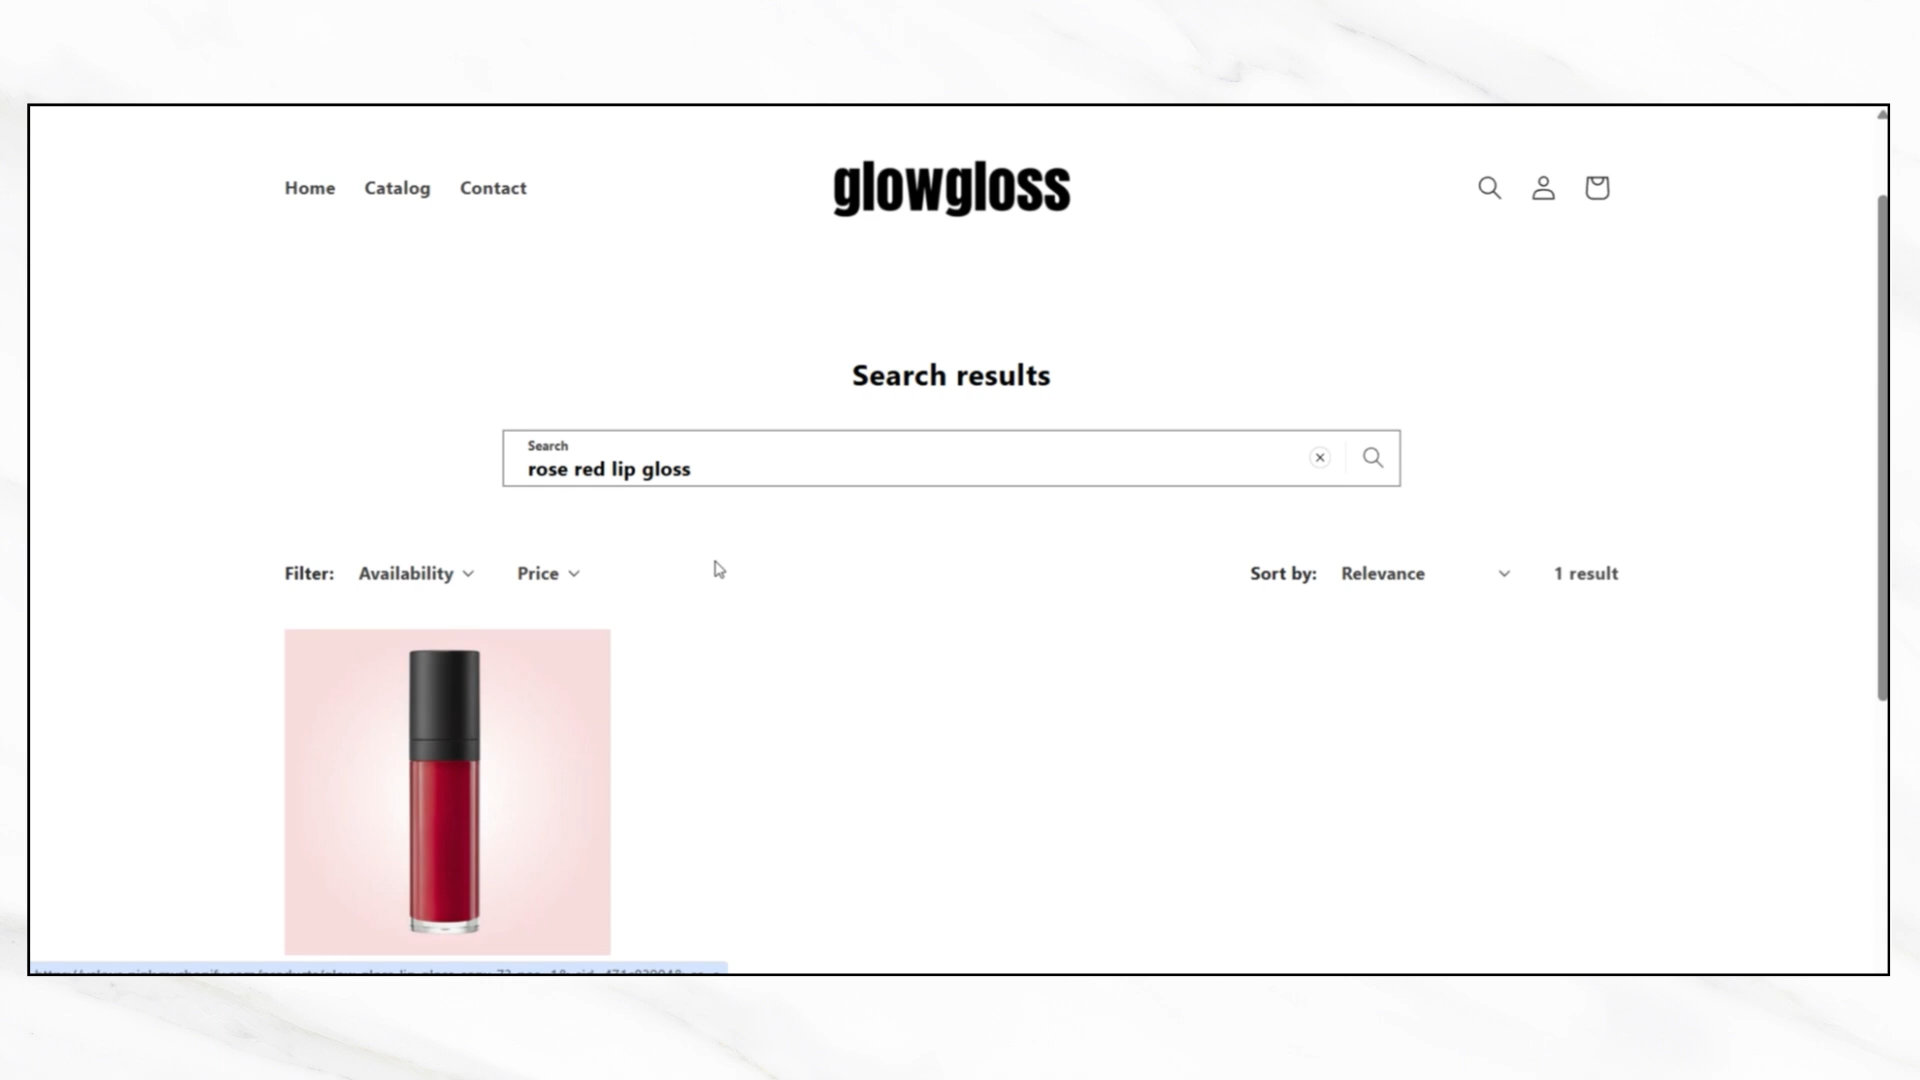 Home Catalog Contact
glowgloss
Search results
Search
rose red lip gloss
Filter: Availability Price
Sort by: Relevance 1 result